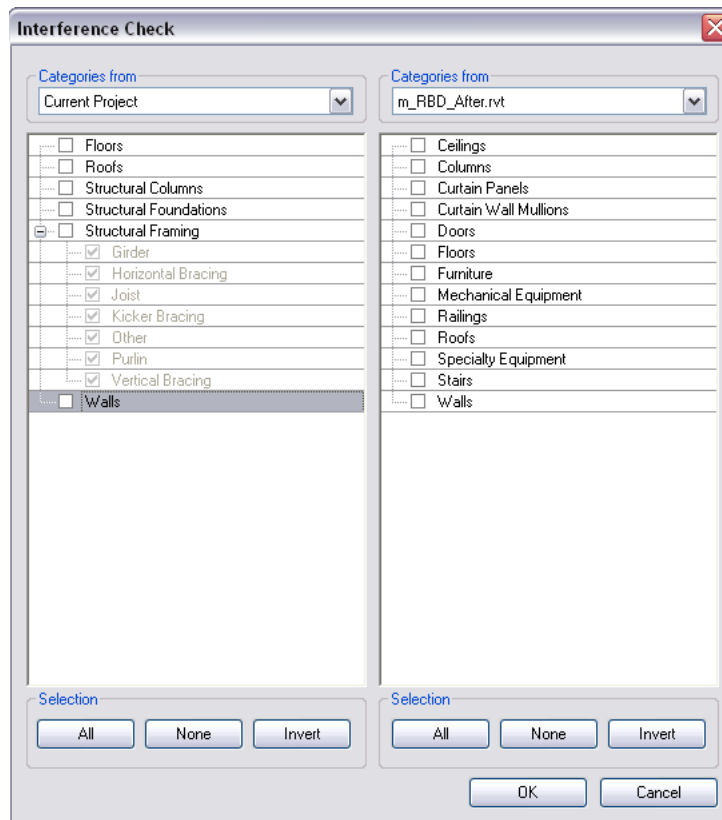 Interference Check
Categories from
Current Project
Floors
Roofs
Structural Columns
Structural Foundations
Structural Framing
Girder
Horizontal Bracing
Joist
Kicker Bracing
Other
Purlin
Vertical Bracing
Walls
Selection
All None Invert
Categories from
m_RBD_After.rvt
Ceilings
Columns
Curtain Panels
Curtain Wall Mullions
Doors
Floors
Furniture
Mechanical Equipment
Railings
Roofs
Specialty Equipment
Stairs
Walls
Selection
All None Invert
OK Cancel